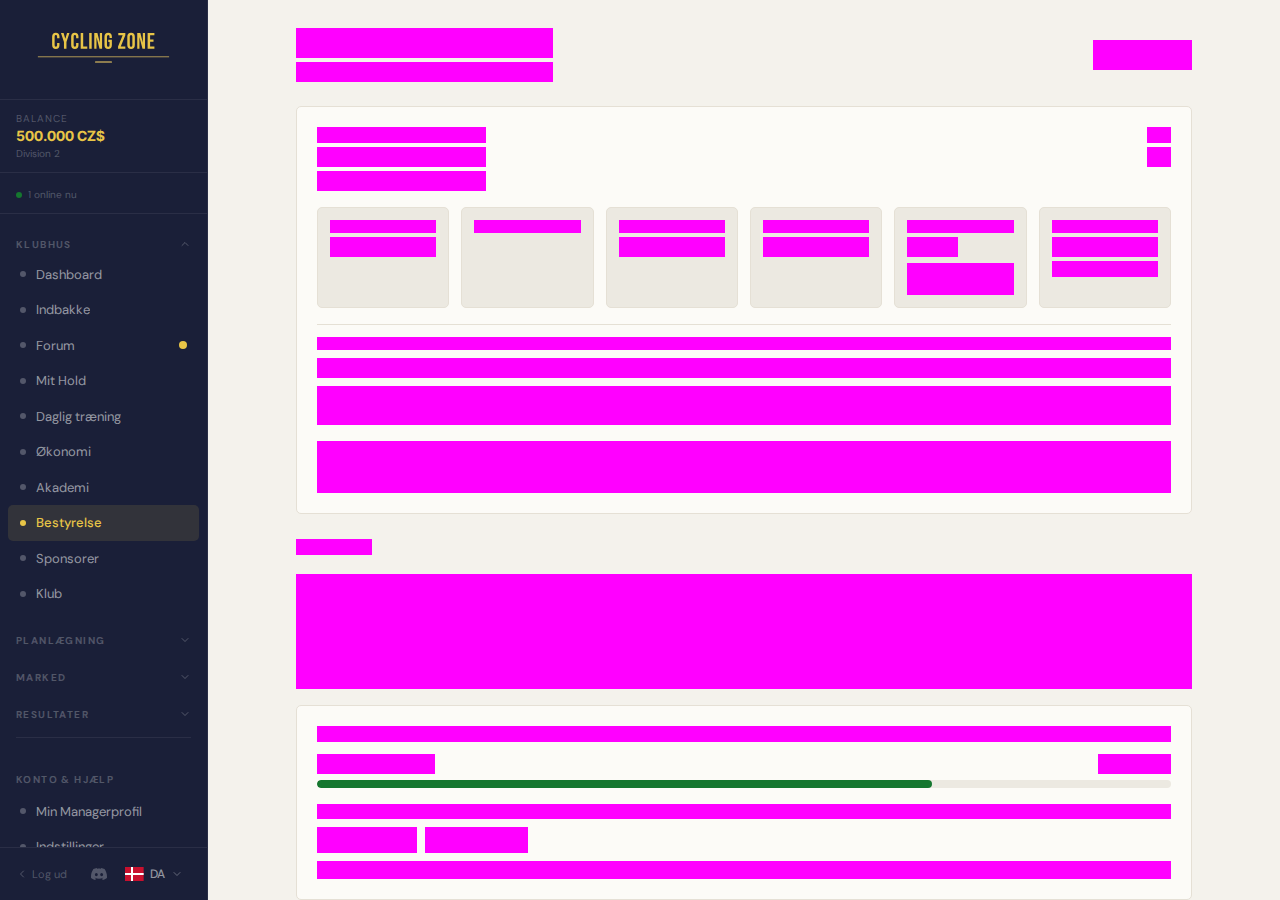 CYCLING ZONE
BALANCE
500.000 CZ$
Division 2
1 online nu
KLUBHUS
Dashboard
Indbakke
Forum
Mit Hold
Daglig træning
Økonomi
Akademi
Bestyrelse
Sponsorer
Klub
PLANLÆGNING
MARKED
RESULTATER
KONTO & HJÆLP
Min Managerprofil
Indstillinger
Log ud
DA